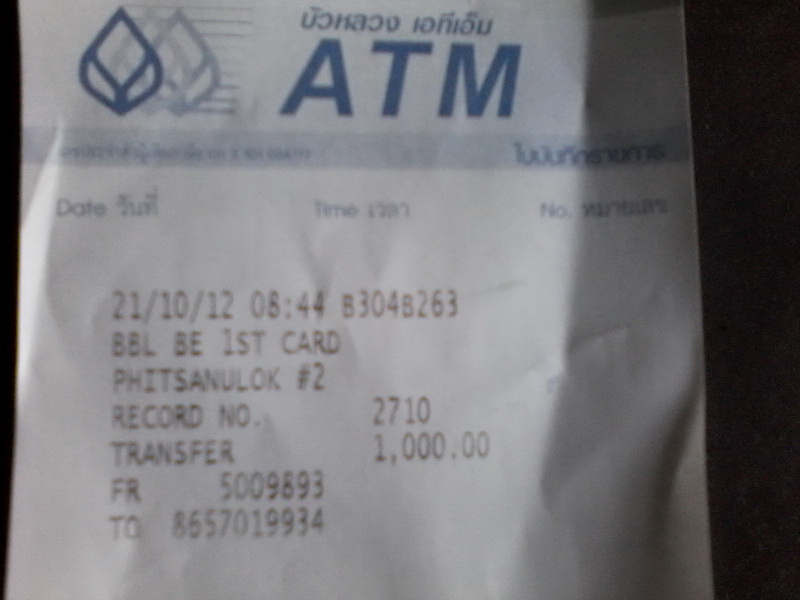 บัวหลวง เอทีเอ็ม
ATM
ใบบันทึกรายการ
Date วันที่ Time เวลา No. หมายเลข
21/10/12 08:44 B304B263
BBL BE 1ST CARD
PHITSANULOK #2
RECORD NO. 2710
TRANSFER 1,000.00
FR 5009893
TO 8657019934